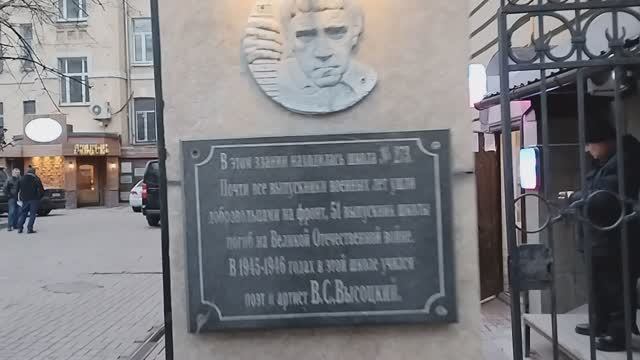 В этом здании находилась школа № 273.
Почти все выпускники военных лет ушли
добровольцами на фронт, 51 выпускник школы
погиб на Великой Отечественной войне.
В 1945-1946 годах в этой школе учился
поэт и артист В.С.Высоцкий.